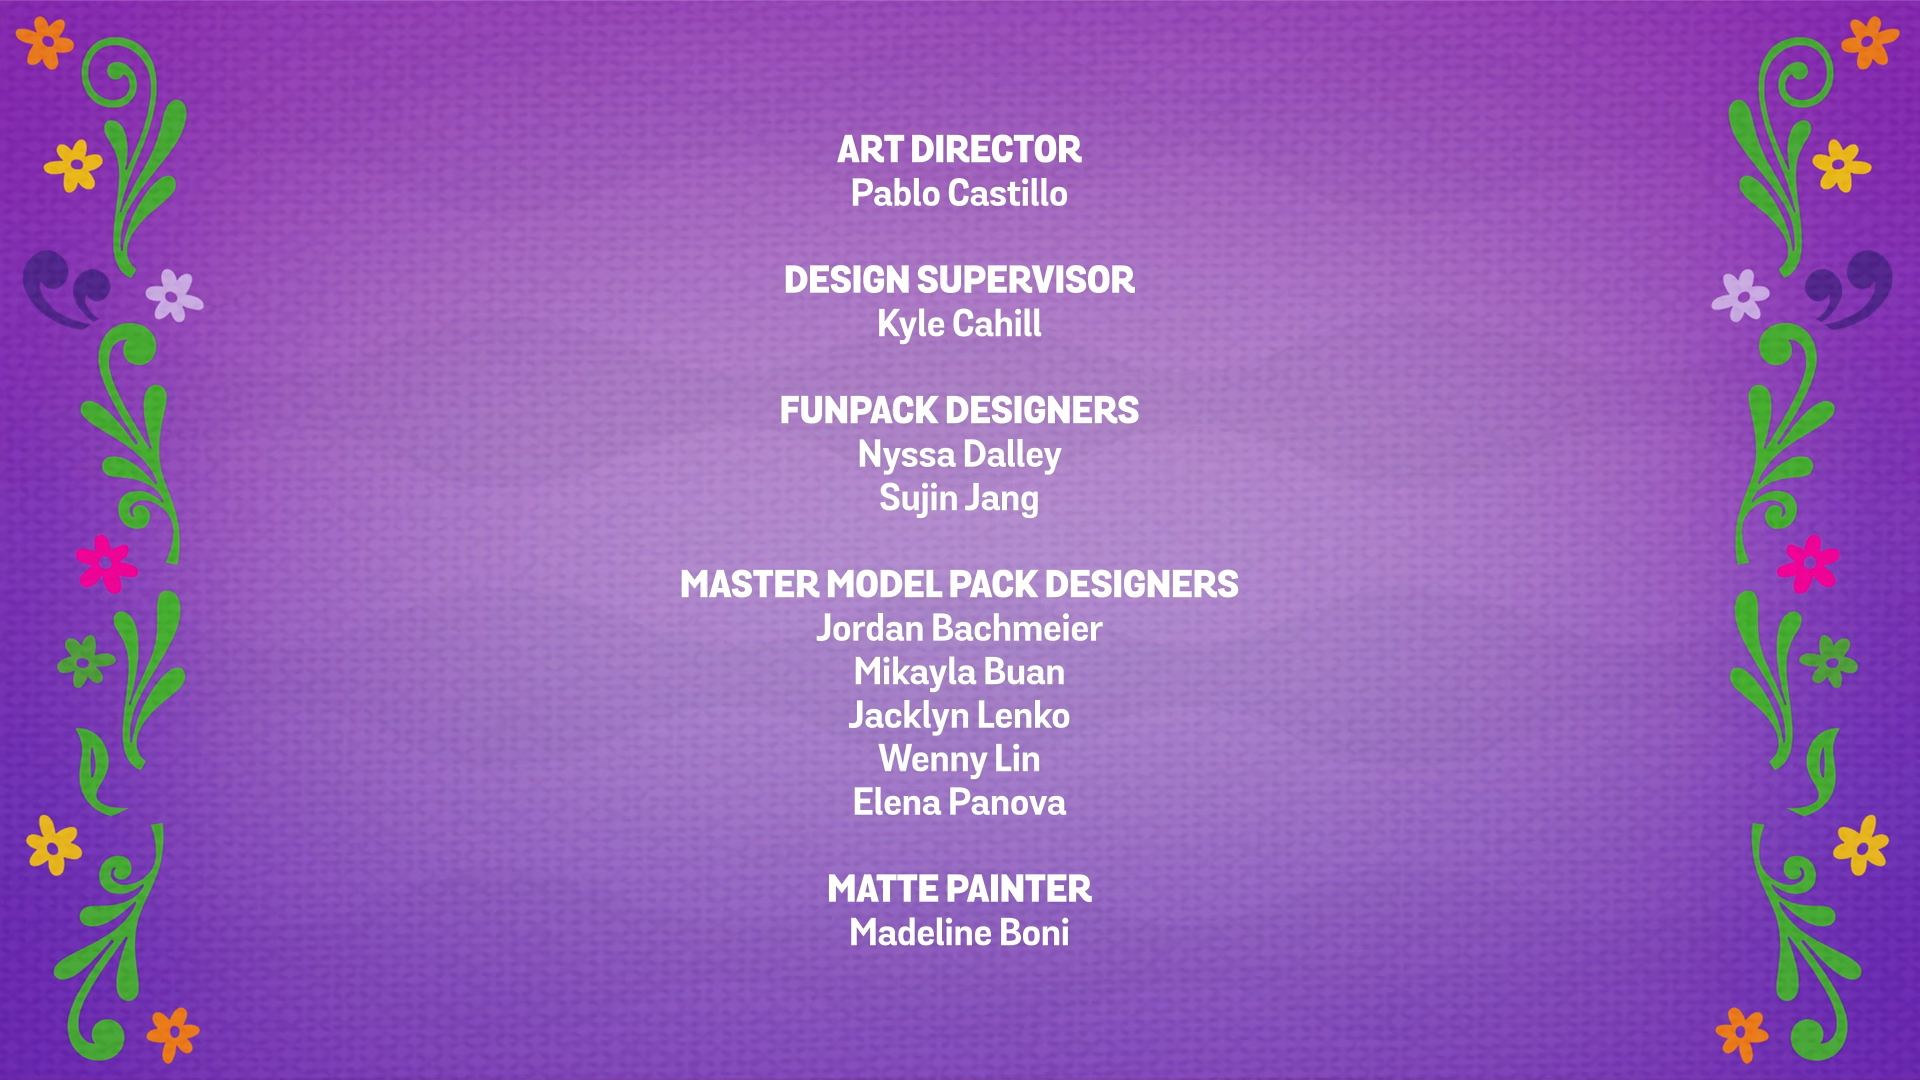 ART DIRECTOR
Pablo Castillo
DESIGN SUPERVISOR
Kyle Cahill
FUNPACK DESIGNERS
Nyssa Dalley
Sujin Jang
MASTER MODEL PACK DESIGNERS
Jordan Bachmeier
Mikayla Buan
Jacklyn Lenko
Wenny Lin
Elena Panova
MATTE PAINTER
Madeline Boni